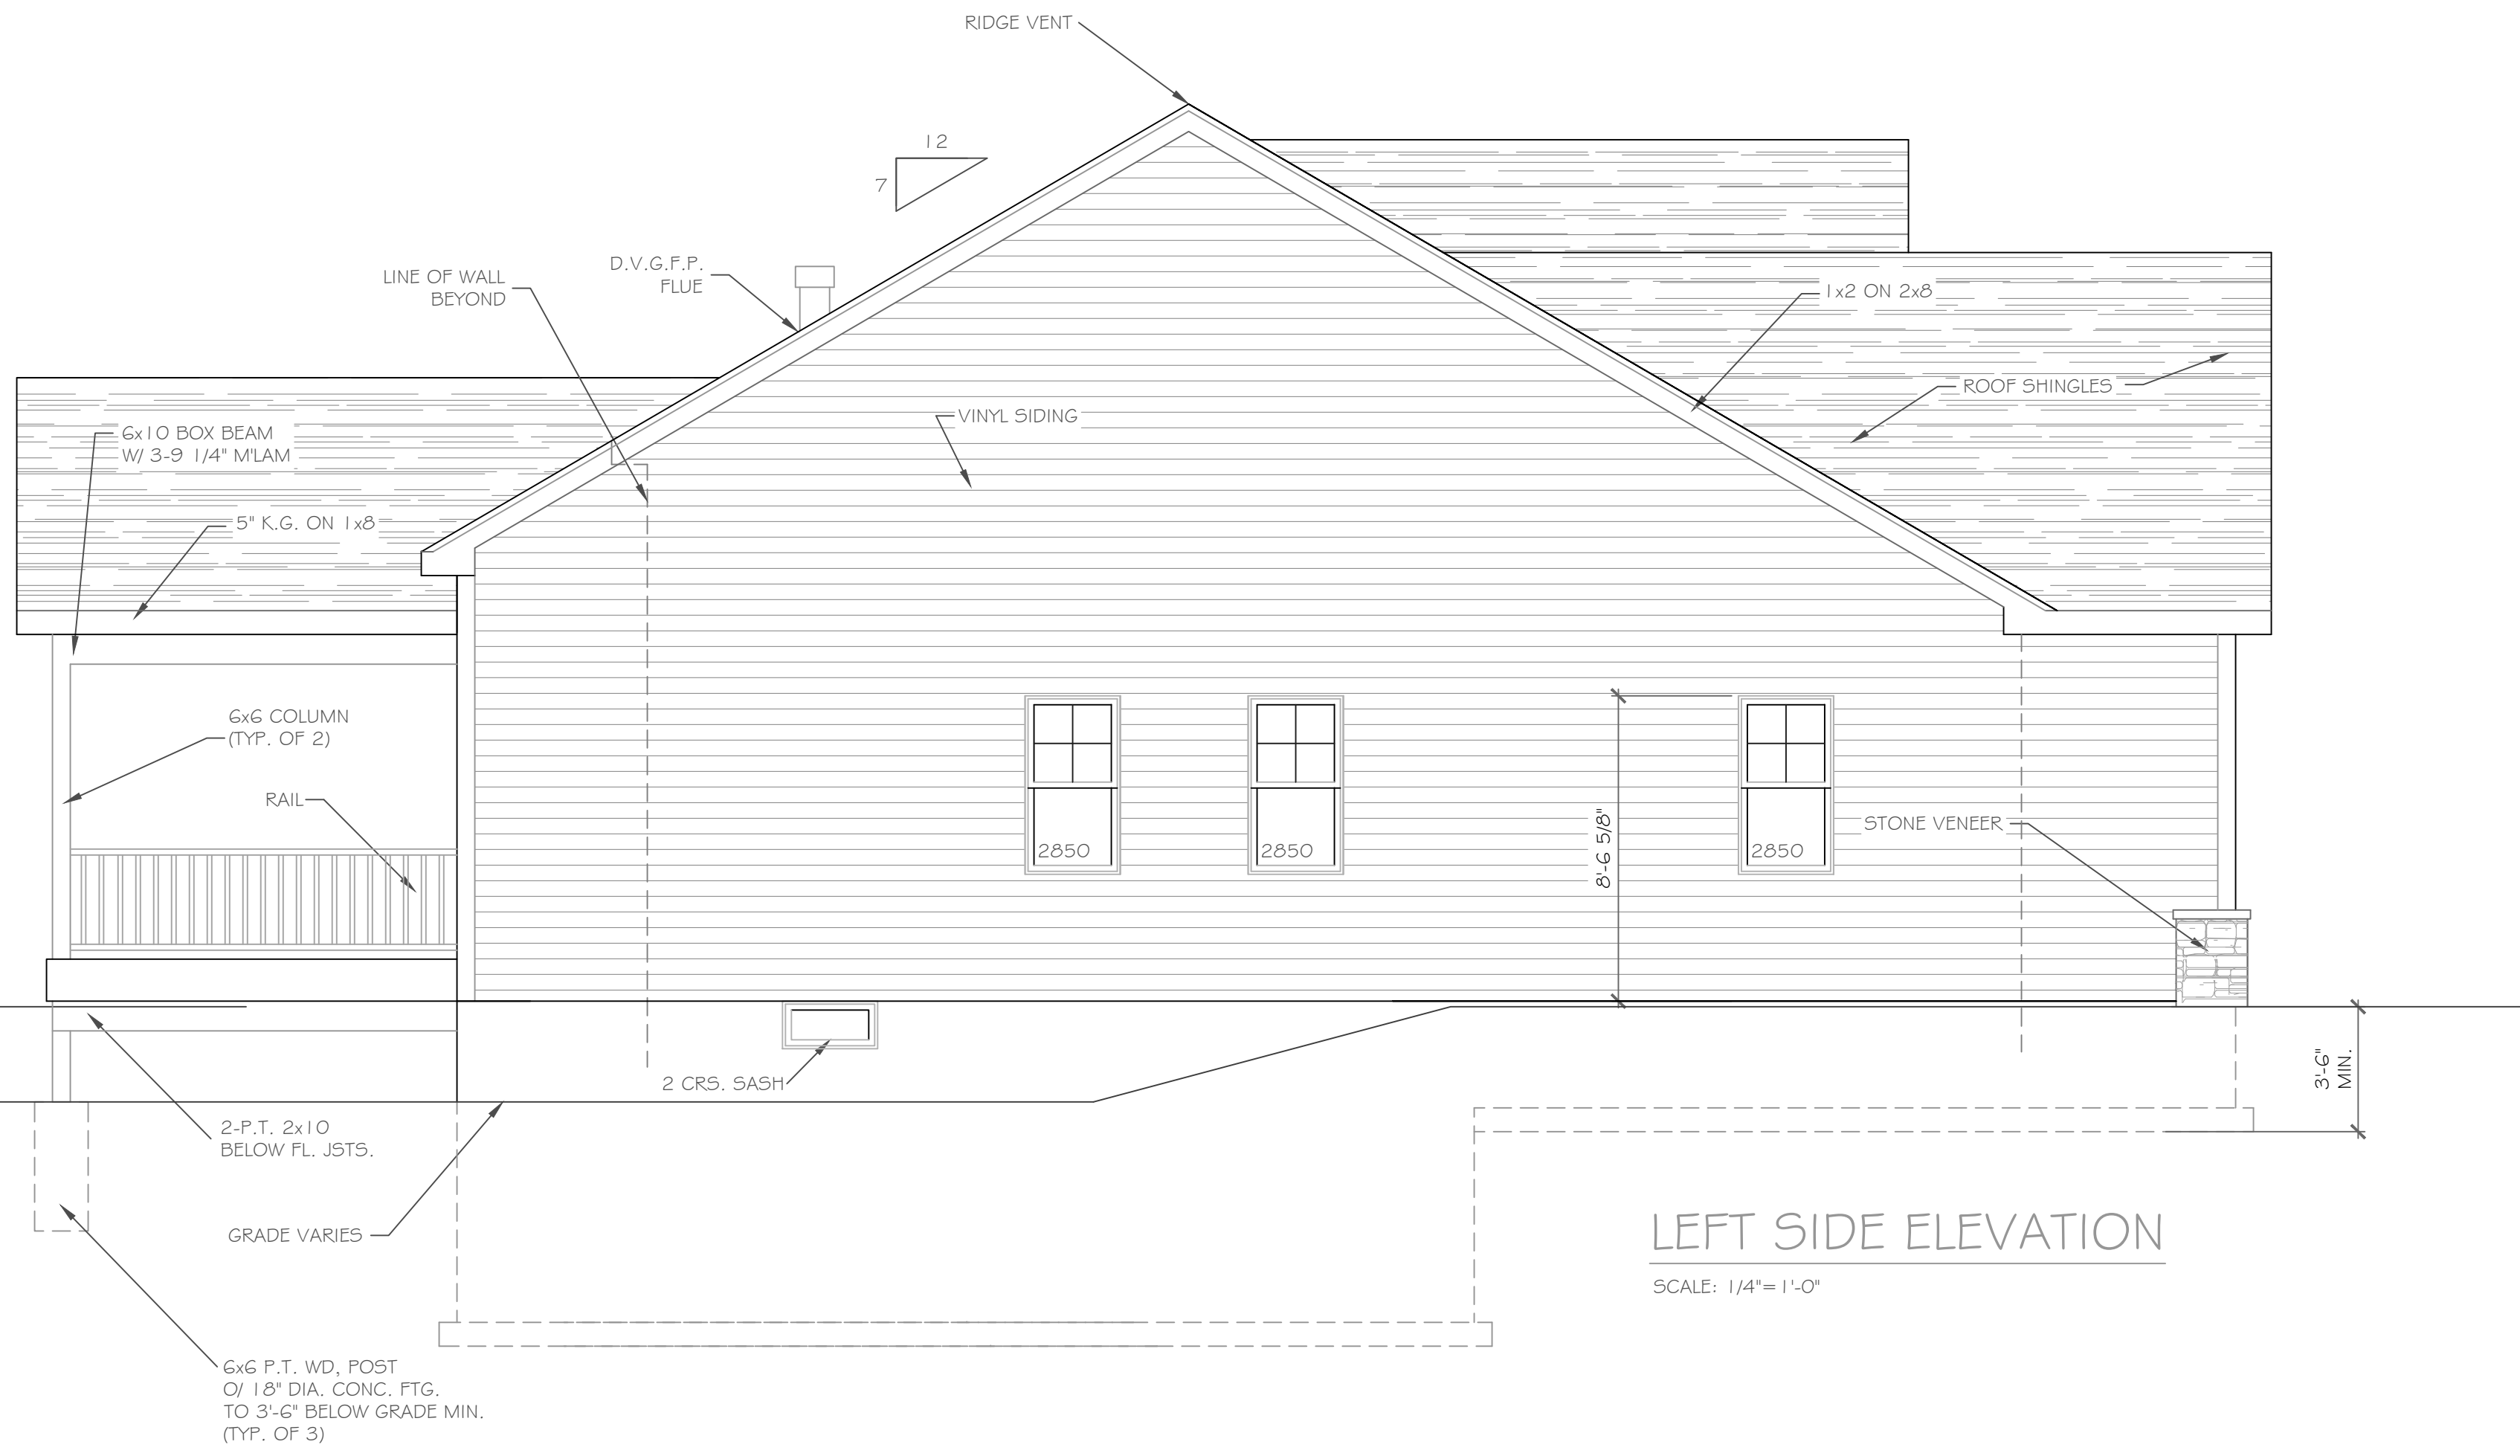 RIDGE VENT
12
7
D.V.G.F.P.
FLUE
LINE OF WALL
BEYOND
1x2 ON 2x8
ROOF SHINGLES
VINYL SIDING
6x10 BOX BEAM
W/ 3-9 1/4" M'LAM
5" K.G. ON 1x8
6x6 COLUMN
(TYP. OF 2)
RAIL
8'-6 5/8"
STONE VENEER
2850
2850
2850
2 CRS. SASH
3'-6"
MIN.
2-P.T. 2x10
BELOW FL. JSTS.
GRADE VARIES
LEFT SIDE ELEVATION
SCALE: 1/4"=1'-0"
6x6 P.T. WD, POST
O/ 18" DIA. CONC. FTG.
TO 3'-6" BELOW GRADE MIN.
(TYP. OF 3)